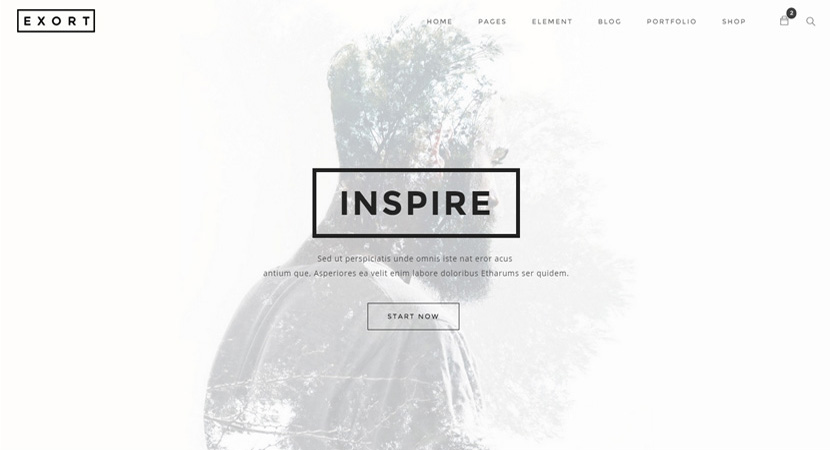 EXORT
HOME PAGES ELEMENT BLOG PORTFOLIO SHOP 2
INSPIRE
Sed ut perspiciatis unde omnis iste nat eror acus
antium que. Asperiores ea velit enim labore doloribus Etharums ser quidem.
START NOW